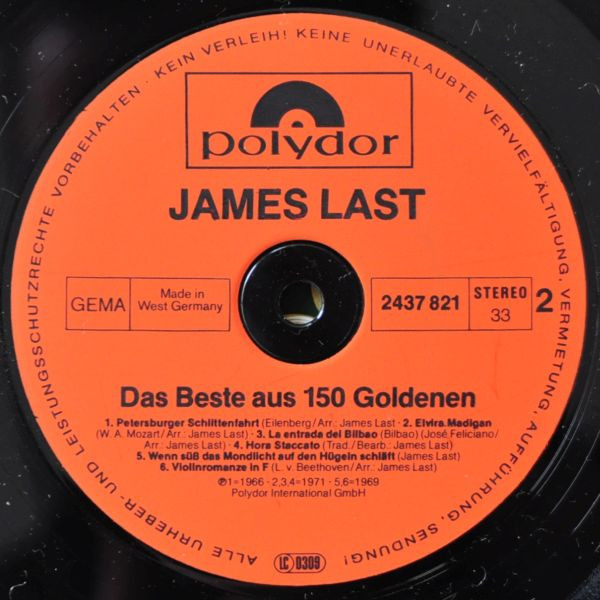 ALLE URHEBER- UND LEISTUNGSSCHUTZRECHTE VORBEHALTEN · KEIN VERLEIH! KEINE UNERLAUBTE VERVIELFÄLTIGUNG, VERMIETUNG, AUFFÜHRUNG, SENDUNG!
polydor
JAMES LAST
GEMA
Made in
West Germany
2437 821
STEREO
33
2
Das Beste aus 150 Goldenen
1. Petersburger Schlittenfahrt (Eilenberg/Arr.: James Last · 2. Elvira Madigan
(W. A. Mozart/Arr.: James Last) · 3. La entrada del Bilbao (Bilbao) (José Feliciano/
Arr.: James Last) · 4. Hora Staccato (Trad./Bearb.: James Last)
5. Wenn süß das Mondlicht auf den Hügeln schläft (James Last)
6. Violinromanze in F (L. v. Beethoven/Arr.: James Last)
℗1=1966 - 2,3,4=1971 - 5,6=1969
Polydor International GmbH
LC 0309